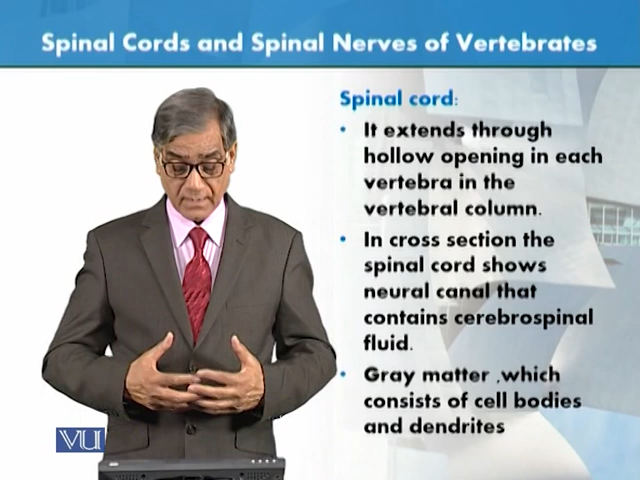 Spinal Cords and Spinal Nerves of Vertebrates
Spinal cord:
• It extends through
hollow opening in each
vertebra in the
vertebral column.
• In cross section the
spinal cord shows
neural canal that
contains cerebrospinal
fluid.
• Gray matter ,which
consists of cell bodies
and dendrites
VU